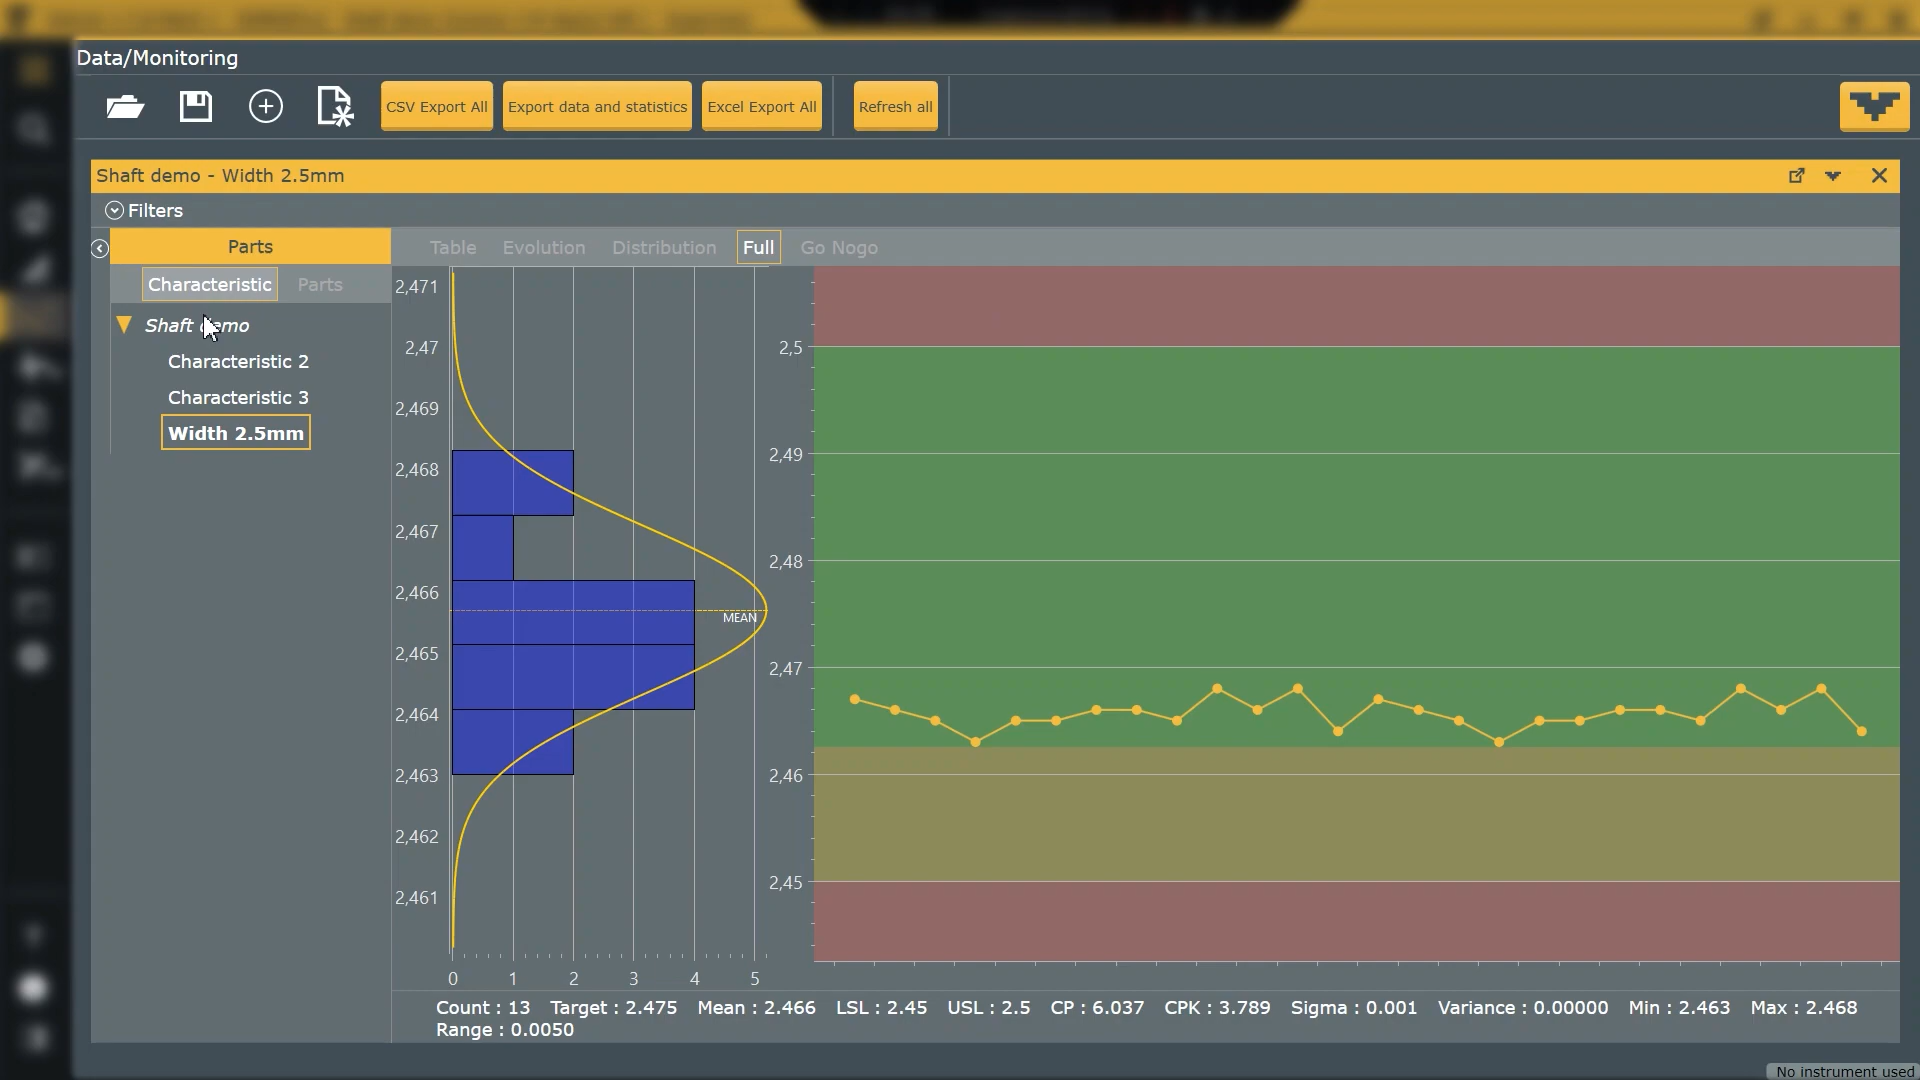 Data/Monitoring
CSV Export All
Export data and statistics
Excel Export All
Refresh all
Shaft demo - Width 2.5mm
Filters
Parts
Table
Evolution
Distribution
Full
Go Nogo
Characteristic
Parts
Shaft demo
Characteristic 2
Characteristic 3
Width 2.5mm
2,471
2,47
2,469
2,468
2,467
2,466
2,465
2,464
2,463
2,462
2,461
MEAN
0 1 2 3 4 5
2,5
2,49
2,48
2,47
2,46
2,45
Count : 13 Target : 2.475 Mean : 2.466 LSL : 2.45 USL : 2.5 CP : 6.037 CPK : 3.789 Sigma : 0.001 Variance : 0.00000 Min : 2.463 Max : 2.468
Range : 0.0050
No instrument used